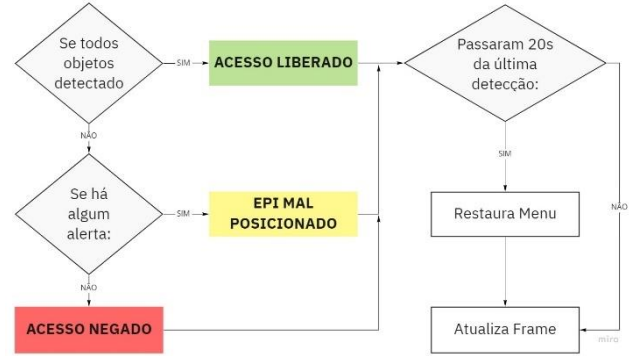 Se todos
objetos
detectado
SIM
ACESSO LIBERADO
Passaram 20s
da última
detecção:
NÃO
SIM
Se há
algum
alerta:
SIM
EPI MAL
POSICIONADO
Restaura Menu
NÃO
NÃO
ACESSO NEGADO
Atualiza Frame
miro